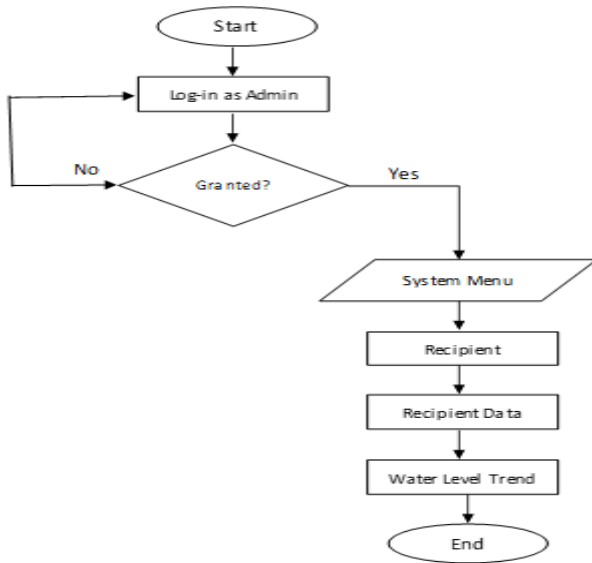 Start
Log-in as Admin
No
Granted?
Yes
System Menu
Recipient
Recipient Data
Water Level Trend
End